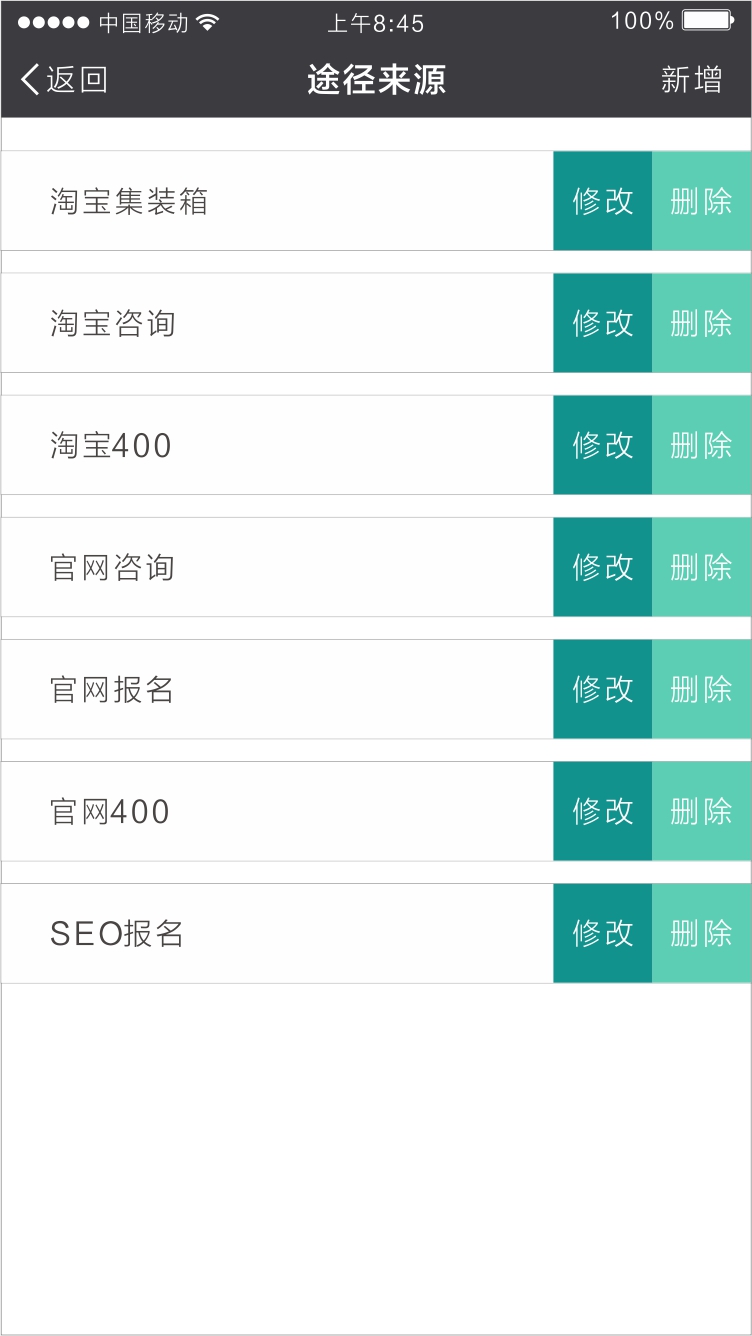 中国移动 上午8:45 100%
返回 途径来源 新增
淘宝集装箱 修改 删除
淘宝咨询 修改 删除
淘宝400 修改 删除
官网咨询 修改 删除
官网报名 修改 删除
官网400 修改 删除
SEO报名 修改 删除